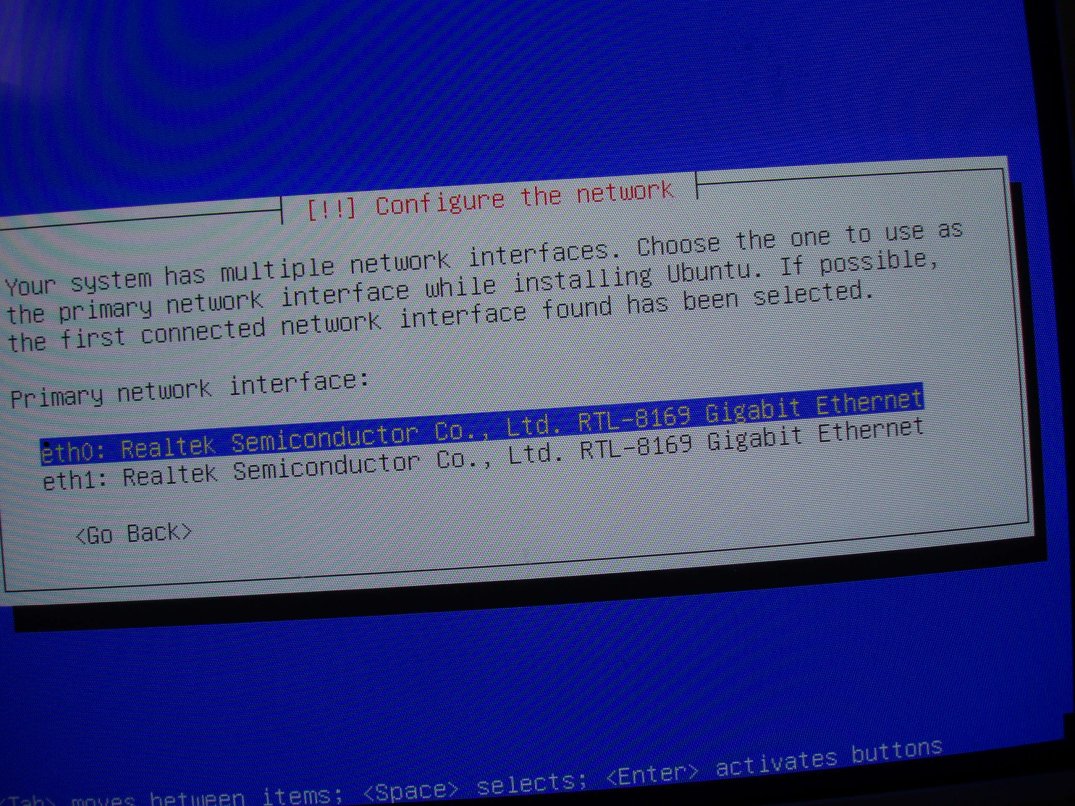 [!!] Configure the network
Your system has multiple network interfaces. Choose the one to use as
the primary network interface while installing Ubuntu. If possible,
the first connected network interface found has been selected.
Primary network interface:
eth0: Realtek Semiconductor Co., Ltd. RTL-8169 Gigabit Ethernet
eth1: Realtek Semiconductor Co., Ltd. RTL-8169 Gigabit Ethernet
<Go Back>
<Tab> moves between items; <Space> selects; <Enter> activates buttons